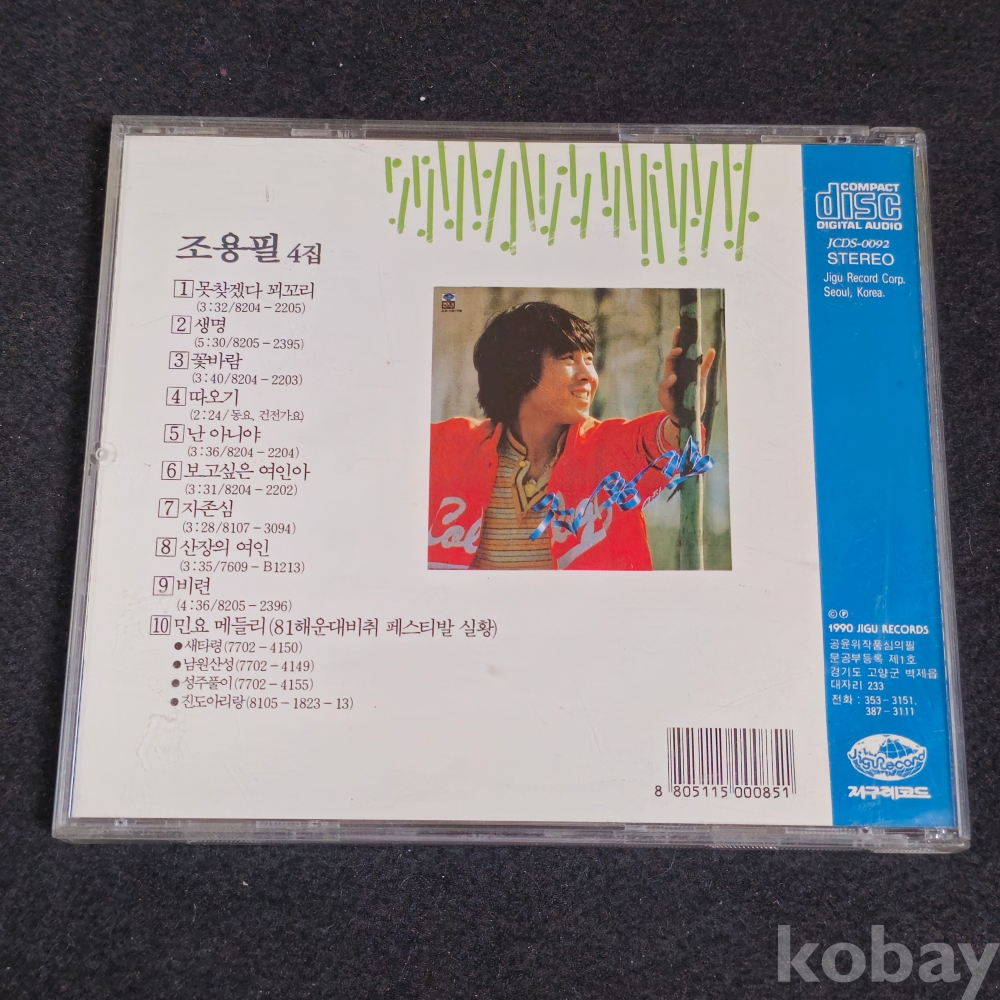 조용필 4집
1 못찾겠다 꾀꼬리
(3:32/8204-2205)
2 생명
(5:30/8205-2395)
3 꽃바람
(3:40/8204-2203)
4 따오기
(2:24/동요, 건전가요)
5 난 아니야
(3:36/8204-2204)
6 보고싶은 여인아
(3:31/8204-2202)
7 자존심
(3:28/8107-3094)
8 산장의 여인
(3:35/7609-B1213)
9 비련
(4:36/8205-2396)
10 민요 메들리(81해운대비취 페스티발 실황)
● 새타령(7702-4150)
● 남원산성(7702-4149)
● 성주풀이(7702-4155)
● 진도아리랑(8105-1823-13)
조용필
COMPACT
disc
DIGITAL AUDIO
JCDS-0092
STEREO
Jigu Record Corp.
Seoul, Korea.
© ℗
1990 JIGU RECORDS
공윤위작품심의필
문공부등록 제1호
경기도 고양군 벽제읍
대자리 233
전화 : 353-3151,
387-3111
Jigu Record
지구레코드
8 805115 000851
kobay